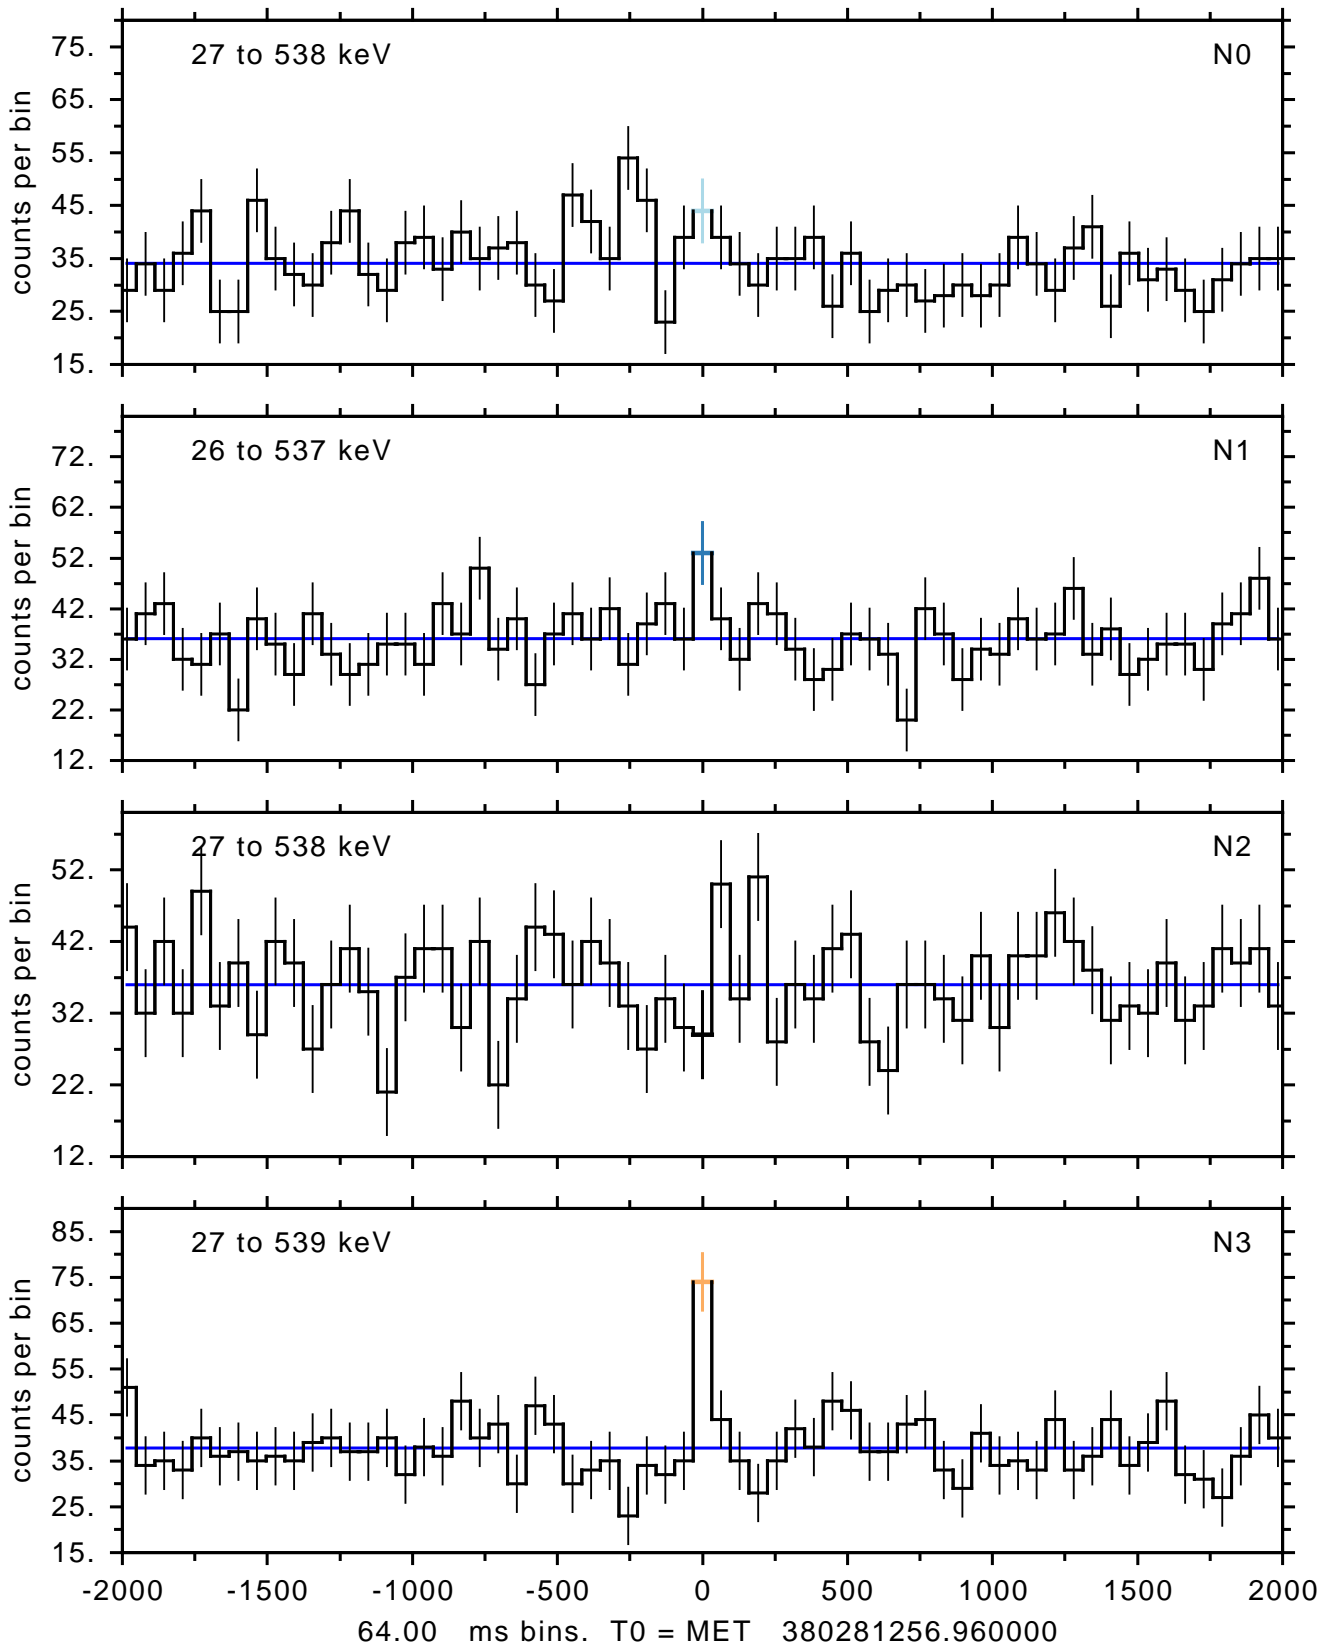 27 to 538 keV N0
75.
65.
55.
45.
35.
25.
15.
counts per bin
26 to 537 keV N1
72.
62.
52.
42.
32.
22.
12.
counts per bin
27 to 538 keV N2
52.
42.
32.
22.
12.
counts per bin
27 to 539 keV N3
85.
75.
65.
55.
45.
35.
25.
15.
counts per bin
-2000 -1500 -1000 -500 0 500 1000 1500 2000
64.00 ms bins. T0 = MET 380281256.960000